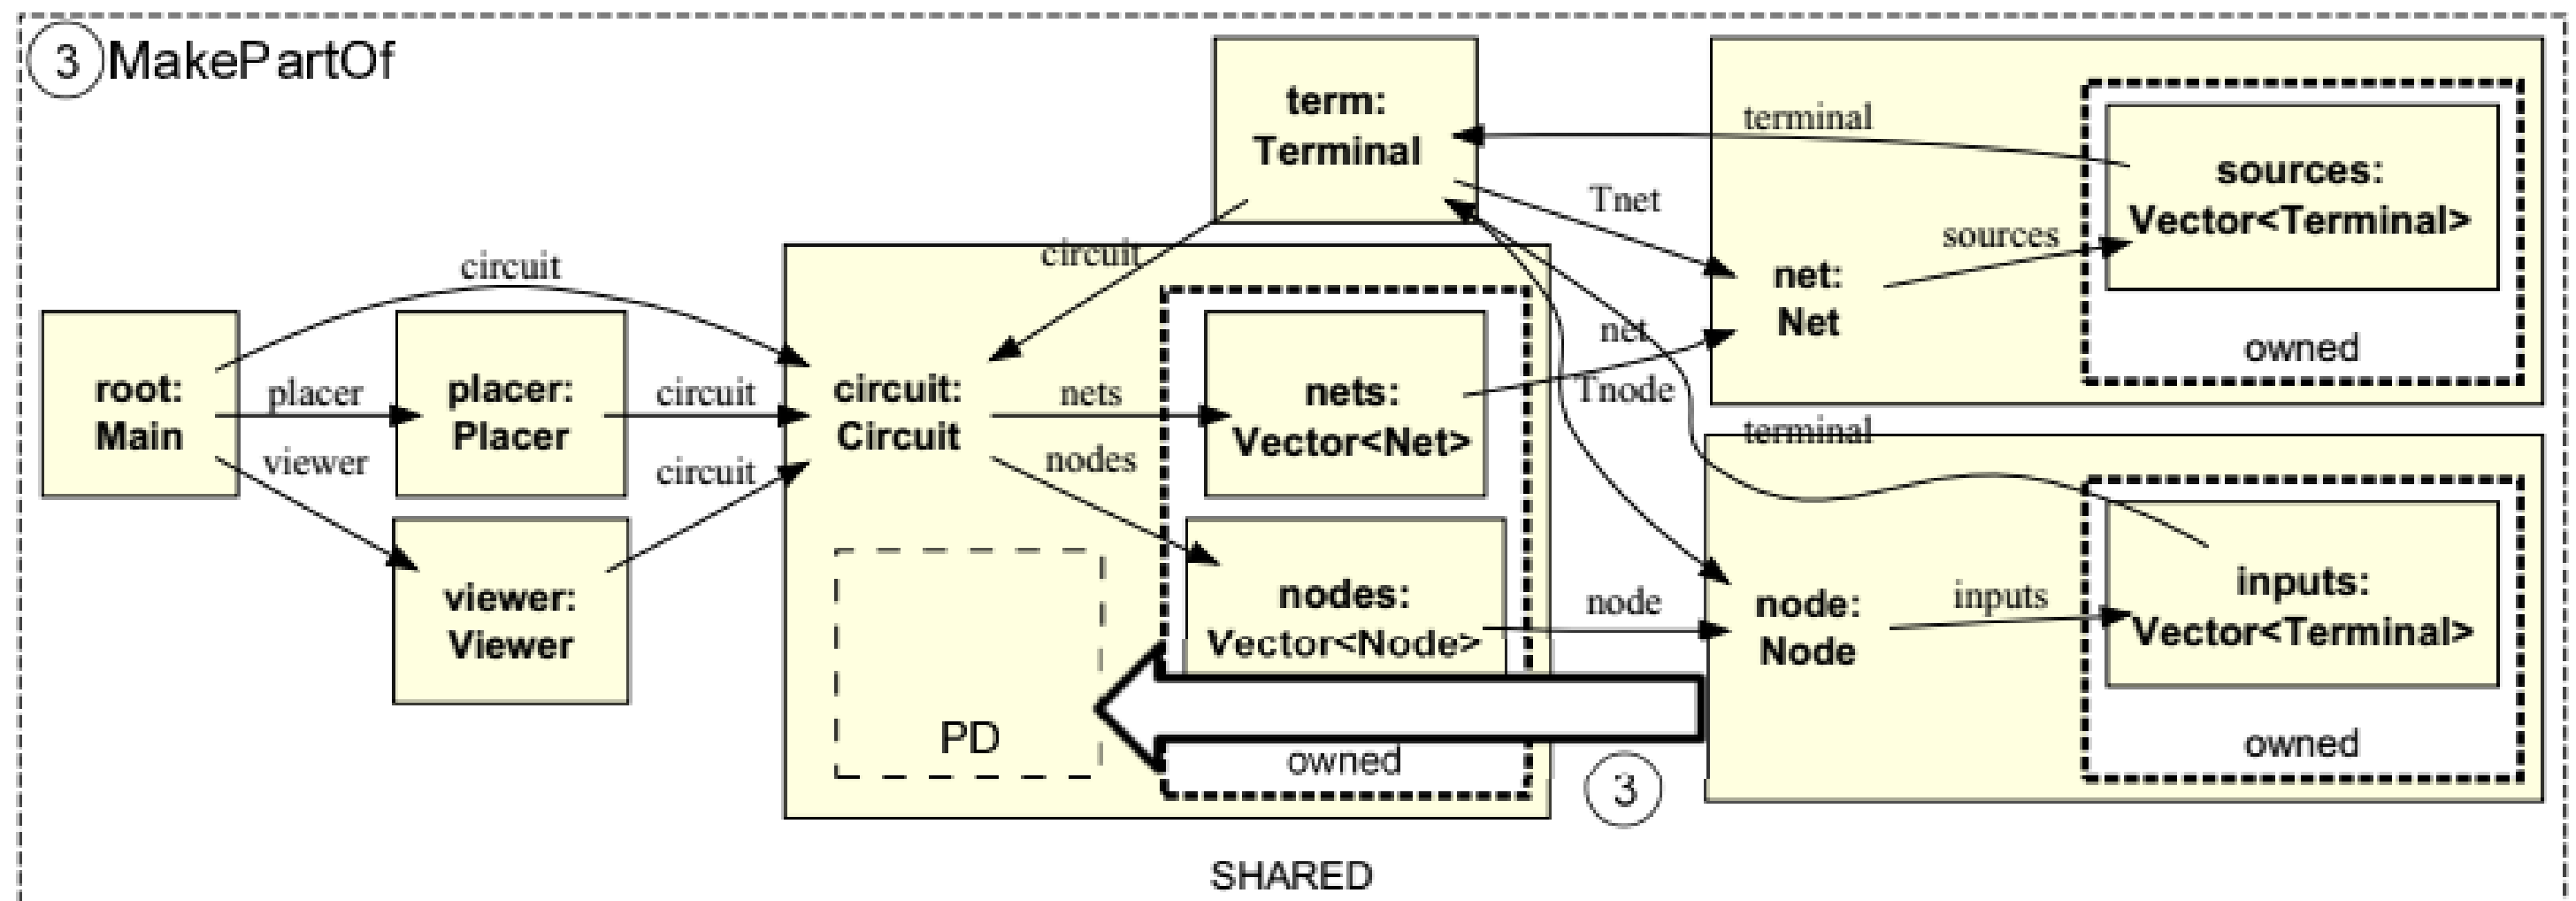 3 MakePartOf
term:
Terminal
terminal
sources:
Vector<Terminal>
Tnet
sources
net:
Net
owned
circuit
circuit
root:
Main
placer
placer:
Placer
circuit
circuit:
Circuit
nets
nets:
Vector<Net>
net
Tnode
viewer
circuit
nodes
terminal
viewer:
Viewer
nodes:
Vector<Node>
node
node:
Node
inputs
inputs:
Vector<Terminal>
PD
owned
3
owned
SHARED